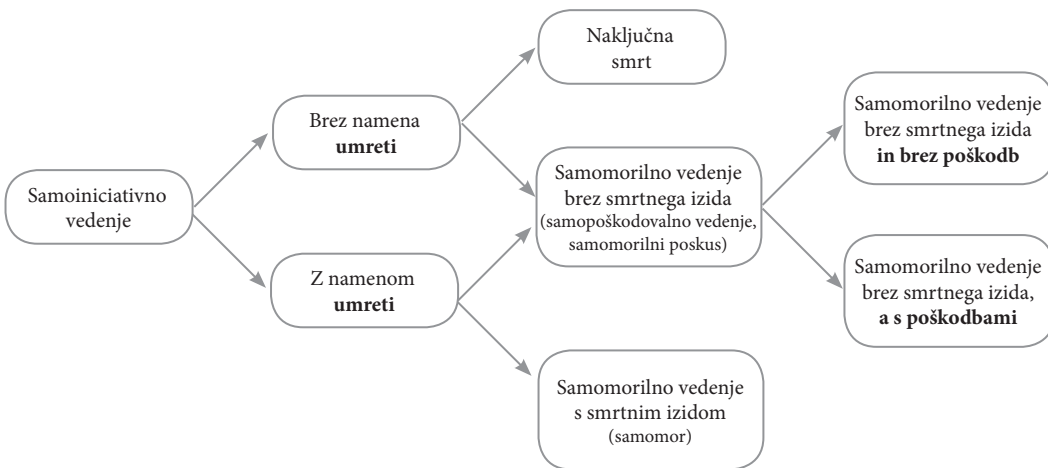 Samoiniciativno
vedenje
Brez namena
umreti
Z namenom
umreti
Naključna
smrt
Samomorilno vedenje
brez smrtnega izida
(samopoškodovalno vedenje,
samomorilni poskus)
Samomorilno vedenje
s smrtnim izidom
(samomor)
Samomorilno vedenje
brez smrtnega izida
in brez poškodb
Samomorilno vedenje
brez smrtnega izida,
a s poškodbami